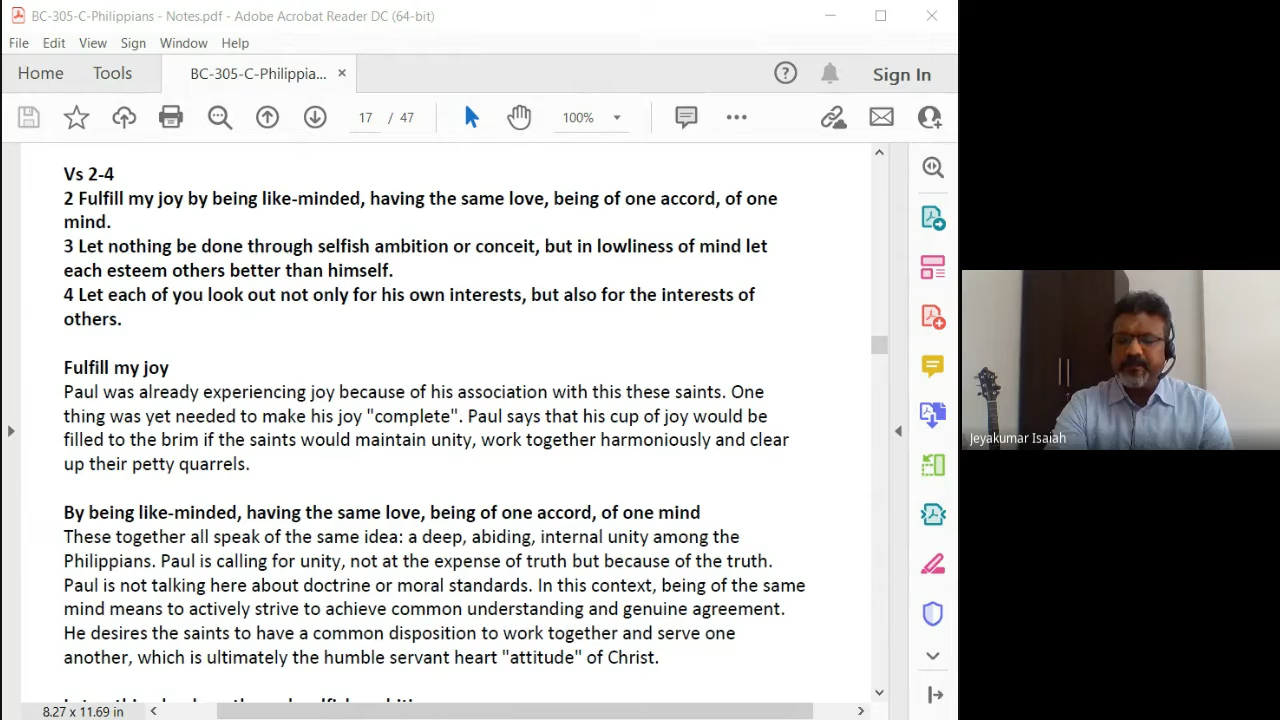 BC-305-C-Philippians - Notes.pdf - Adobe Acrobat Reader DC (64-bit)
File Edit View Sign Window Help
Home Tools BC-305-C-Philippia... × Sign In
17 / 47 100%
Vs 2-4
2 Fulfill my joy by being like-minded, having the same love, being of one accord, of one
mind.
3 Let nothing be done through selfish ambition or conceit, but in lowliness of mind let
each esteem others better than himself.
4 Let each of you look out not only for his own interests, but also for the interests of
others.
Fulfill my joy
Paul was already experiencing joy because of his association with this these saints. One
thing was yet needed to make his joy "complete". Paul says that his cup of joy would be
filled to the brim if the saints would maintain unity, work together harmoniously and clear
up their petty quarrels.
By being like-minded, having the same love, being of one accord, of one mind
These together all speak of the same idea: a deep, abiding, internal unity among the
Philippians. Paul is calling for unity, not at the expense of truth but because of the truth.
Paul is not talking here about doctrine or moral standards. In this context, being of the same
mind means to actively strive to achieve common understanding and genuine agreement.
He desires the saints to have a common disposition to work together and serve one
another, which is ultimately the humble servant heart "attitude" of Christ.
8.27 x 11.69 in
Jeyakumar Isaiah